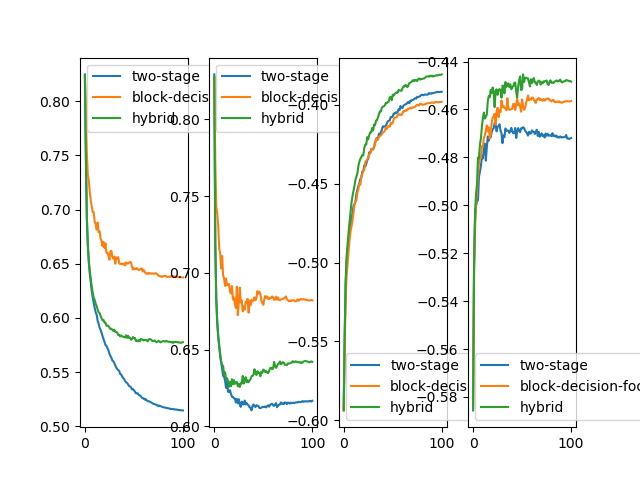 two-stage
block-decis
hybrid
0.80
0.75
0.70
0.65
0.60
0.55
0.50
0
100
two-stage
block-decis
hybrid
0.80
0.75
0.70
0.65
0.60
0
100
−0.40
−0.45
−0.50
−0.55
−0.60
two-stage
block-decis
hybrid
0
100
−0.44
−0.46
−0.48
−0.50
−0.52
−0.54
−0.56
−0.58
two-stage
block-decision-foc
hybrid
0
100